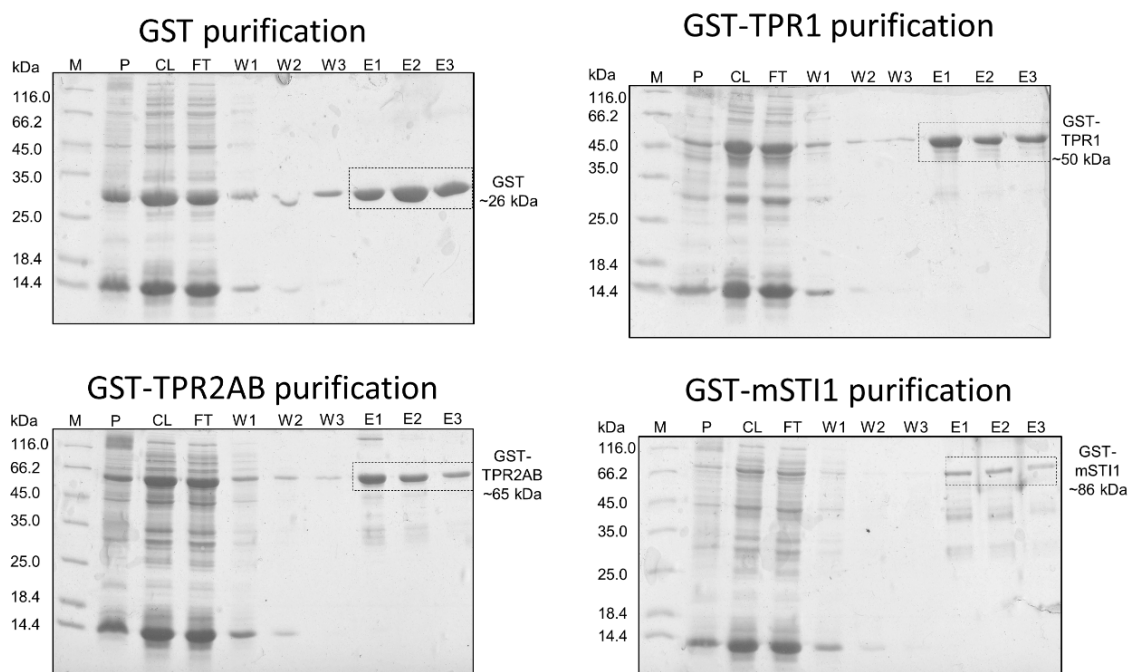 GST purification
kDa M P CL FT W1 W2 W3 E1 E2 E3
116.0
66.2
45.0
35.0
25.0
18.4
14.4
GST
~26 kDa
GST-TPR1 purification
kDa M P CL FT W1 W2 W3 E1 E2 E3
116.0
66.2
45.0
35.0
25.0
18.4
14.4
GST-
TPR1
~50 kDa
GST-TPR2AB purification
kDa M P CL FT W1 W2 W3 E1 E2 E3
116.0
66.2
45.0
35.0
25.0
18.4
14.4
GST-
TPR2AB
~65 kDa
GST-mSTI1 purification
kDa M P CL FT W1 W2 W3 E1 E2 E3
116.0
66.2
45.0
35.0
25.0
18.4
14.4
GST-
mSTI1
~86 kDa